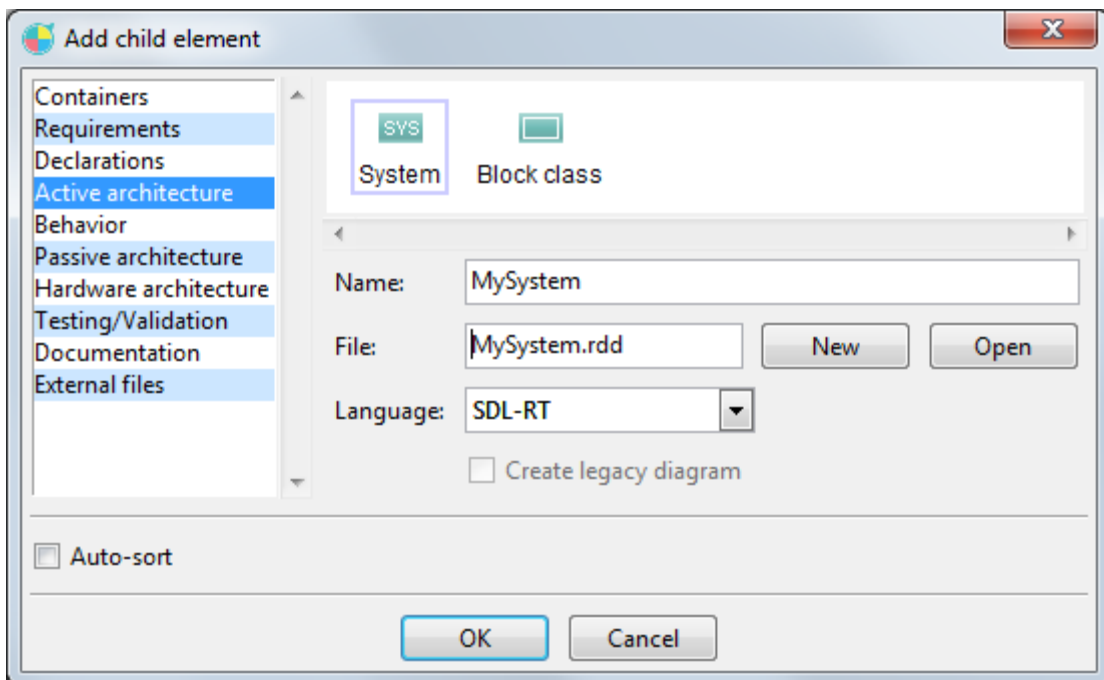 Add child element
Containers
Requirements
Declarations
Active architecture
Behavior
Passive architecture
Hardware architecture
Testing/Validation
Documentation
External files
SYS
System
Block class
Name:
MySystem
File:
MySystem.rdd
New
Open
Language:
SDL-RT
Create legacy diagram
Auto-sort
OK
Cancel